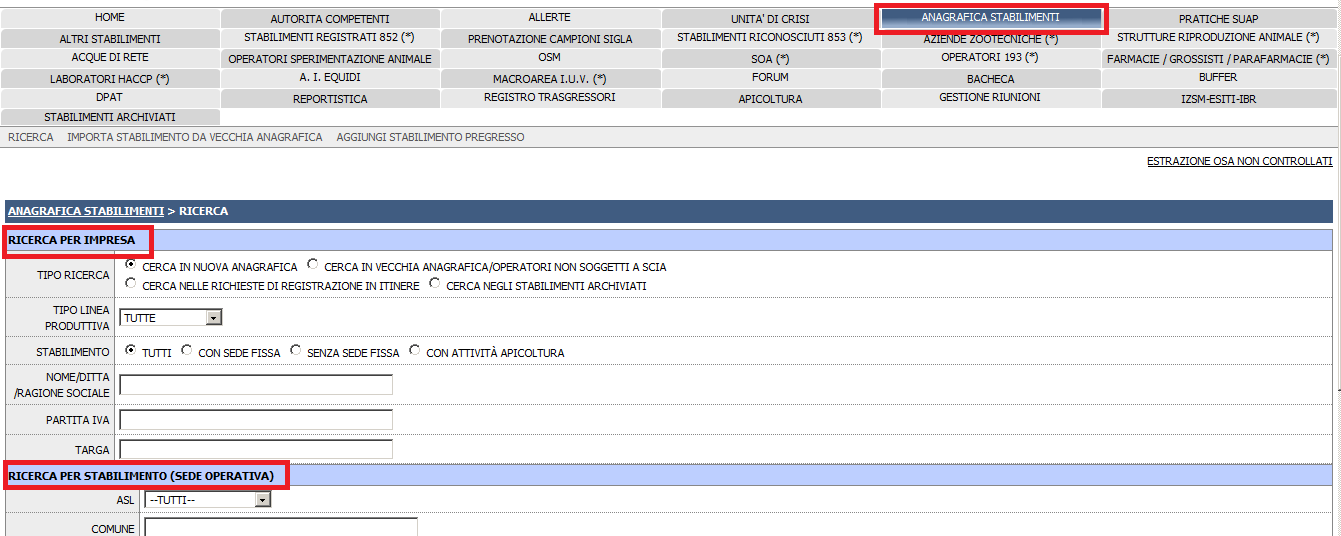 HOME AUTORITA COMPETENTI ALLERTE UNITA' DI CRISI ANAGRAFICA STABILIMENTI PRATICHE SUAP
ALTRI STABILIMENTI STABILIMENTI REGISTRATI 852 (*) PRENOTAZIONE CAMPIONI SIGLA STABILIMENTI RICONOSCIUTI 853 (*) AZIENDE ZOOTECNICHE (*) STRUTTURE RIPRODUZIONE ANIMALE (*)
ACQUE DI RETE OPERATORI SPERIMENTAZIONE ANIMALE OSM SOA (*) OPERATORI 193 (*) FARMACIE / GROSSISTI / PARAFARMACIE (*)
LABORATORI HACCP (*) A. I. EQUIDI MACROAREA I.U.V. (*) FORUM BACHECA BUFFER
DPAT REPORTISTICA REGISTRO TRASGRESSORI APICOLTURA GESTIONE RIUNIONI IZSM-ESITI-IBR
STABILIMENTI ARCHIVIATI
RICERCA IMPORTA STABILIMENTO DA VECCHIA ANAGRAFICA AGGIUNGI STABILIMENTO PREGRESSO
ESTRAZIONE OSA NON CONTROLLATI
ANAGRAFICA STABILIMENTI > RICERCA
RICERCA PER IMPRESA
TIPO RICERCA CERCA IN NUOVA ANAGRAFICA CERCA IN VECCHIA ANAGRAFICA/OPERATORI NON SOGGETTI A SCIA
CERCA NELLE RICHIESTE DI REGISTRAZIONE IN ITINERE CERCA NEGLI STABILIMENTI ARCHIVIATI
TIPO LINEA
PRODUTTIVA TUTTE
STABILIMENTO TUTTI CON SEDE FISSA SENZA SEDE FISSA CON ATTIVITÀ APICOLTURA
NOME/DITTA
/RAGIONE SOCIALE
PARTITA IVA
TARGA
RICERCA PER STABILIMENTO (SEDE OPERATIVA)
ASL --TUTTI--
COMUNE